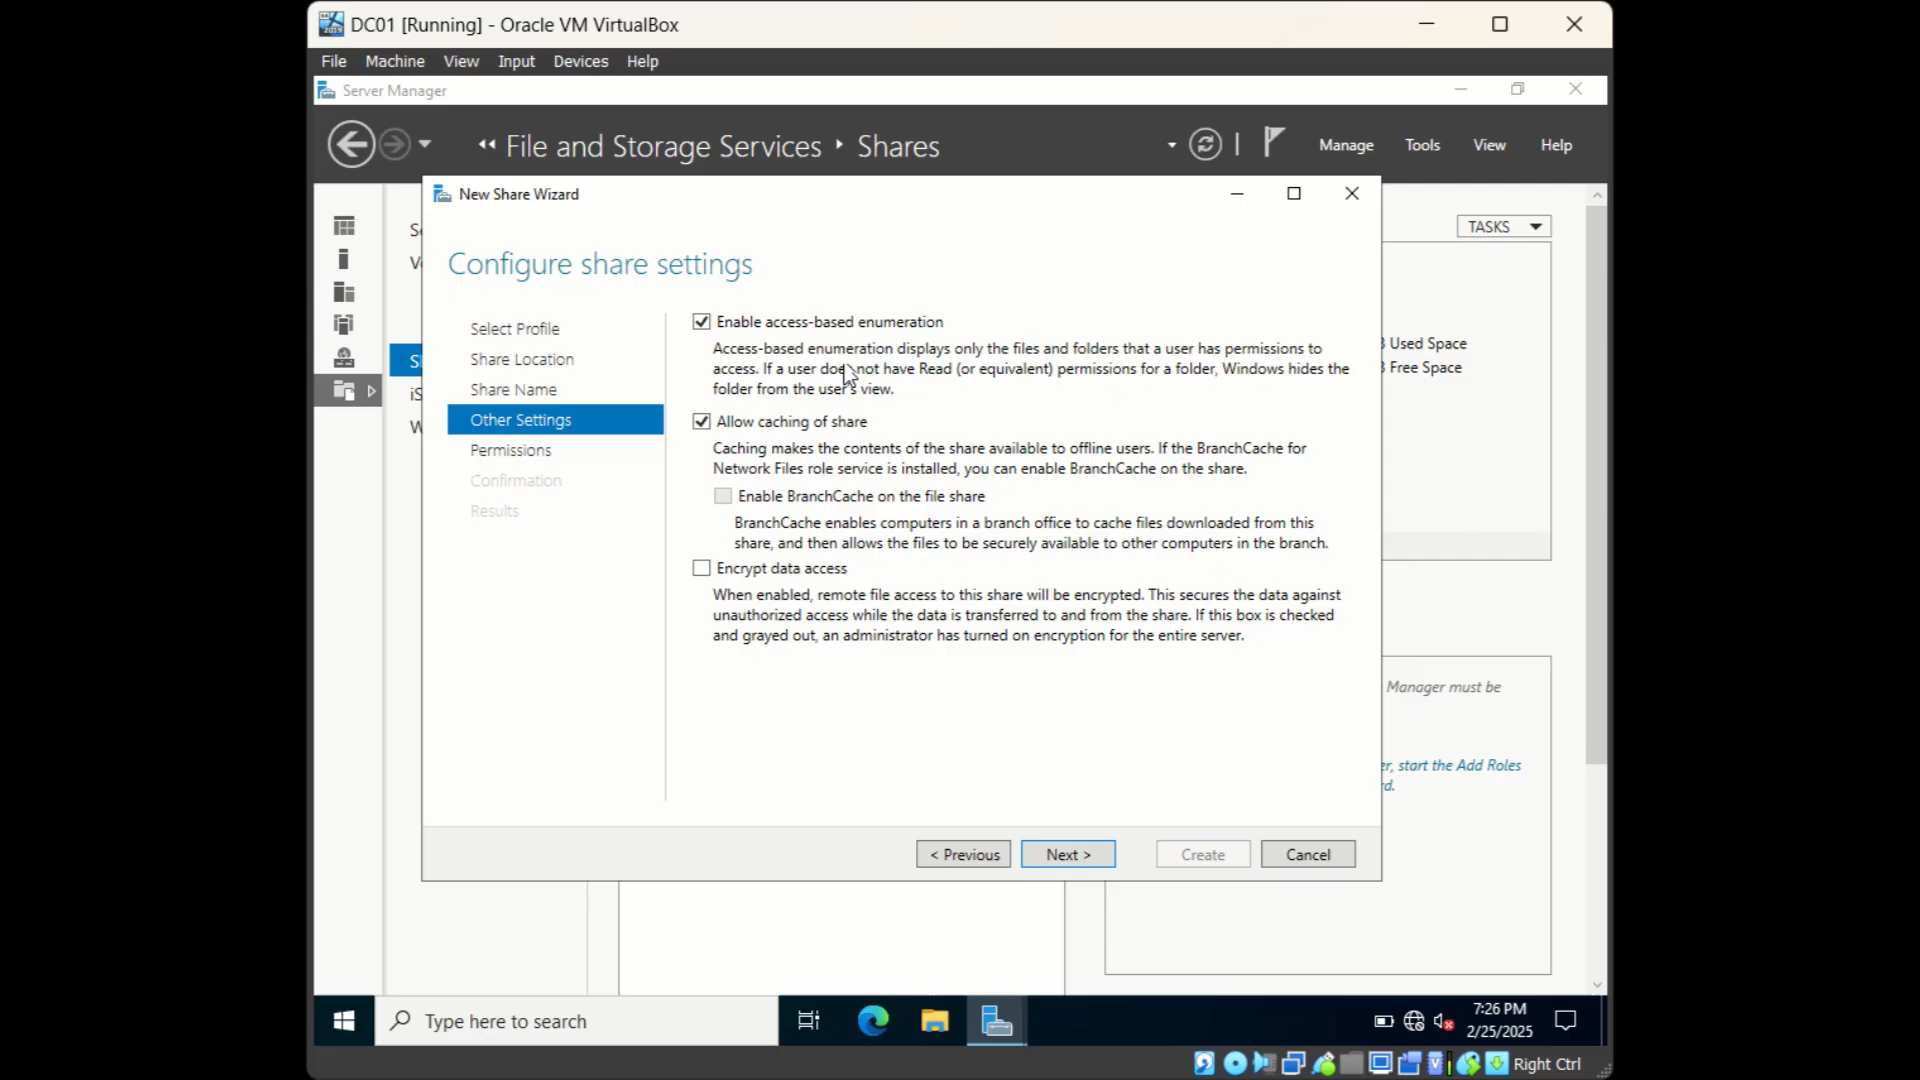 DC01 [Running] - Oracle VM VirtualBox
File Machine View Input Devices Help
Server Manager
File and Storage Services Shares
Manage Tools View Help
New Share Wizard
TASKS
Configure share settings
Select Profile
Share Location
Share Name
Other Settings
Permissions
Confirmation
Results
Enable access-based enumeration
Access-based enumeration displays only the files and folders that a user has permissions to
access. If a user does not have Read (or equivalent) permissions for a folder, Windows hides the
folder from the user's view.
Allow caching of share
Caching makes the contents of the share available to offline users. If the BranchCache for
Network Files role service is installed, you can enable BranchCache on the share.
Enable BranchCache on the file share
BranchCache enables computers in a branch office to cache files downloaded from this
share, and then allows the files to be securely available to other computers in the branch.
Encrypt data access
When enabled, remote file access to this share will be encrypted. This secures the data against
unauthorized access while the data is transferred to and from the share. If this box is checked
and grayed out, an administrator has turned on encryption for the entire server.
Used Space
Free Space
Manager must be
start the Add Roles
< Previous
Next >
Create
Cancel
Type here to search
7:26 PM
2/25/2025
Right Ctrl